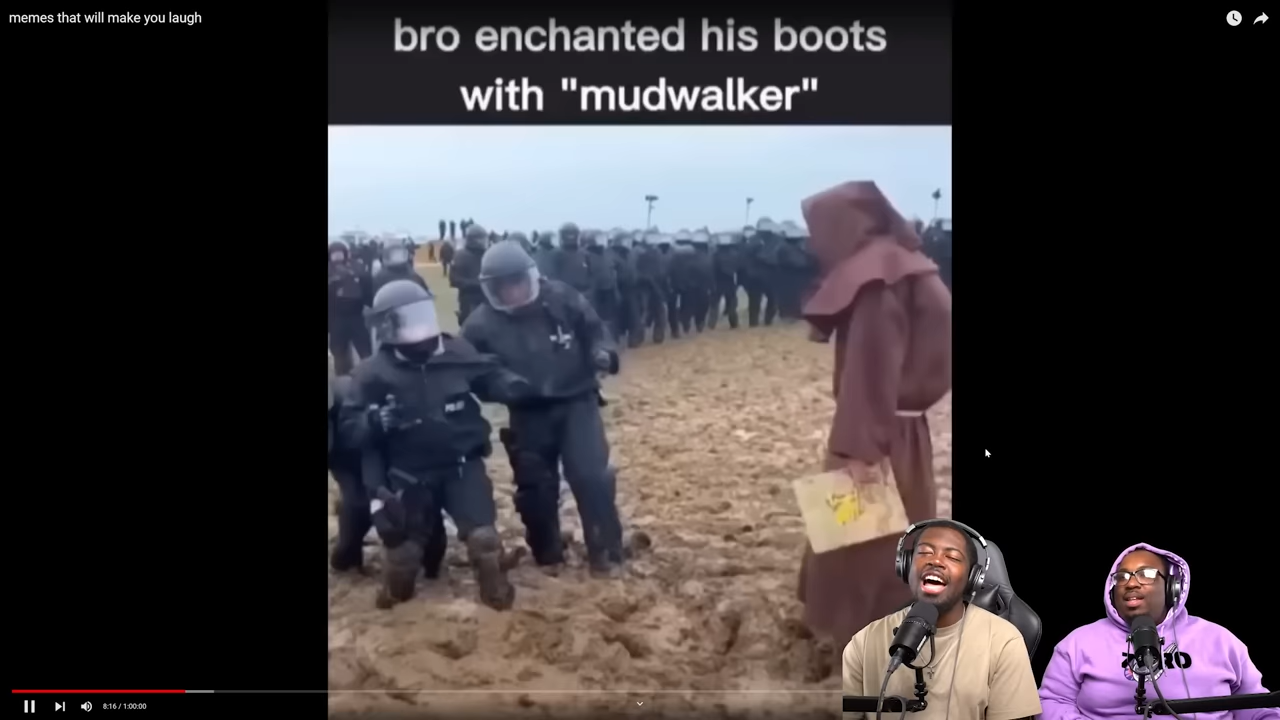 memes that will make you laugh
bro enchanted his boots
with "mudwalker"
8:16 / 1:00:00